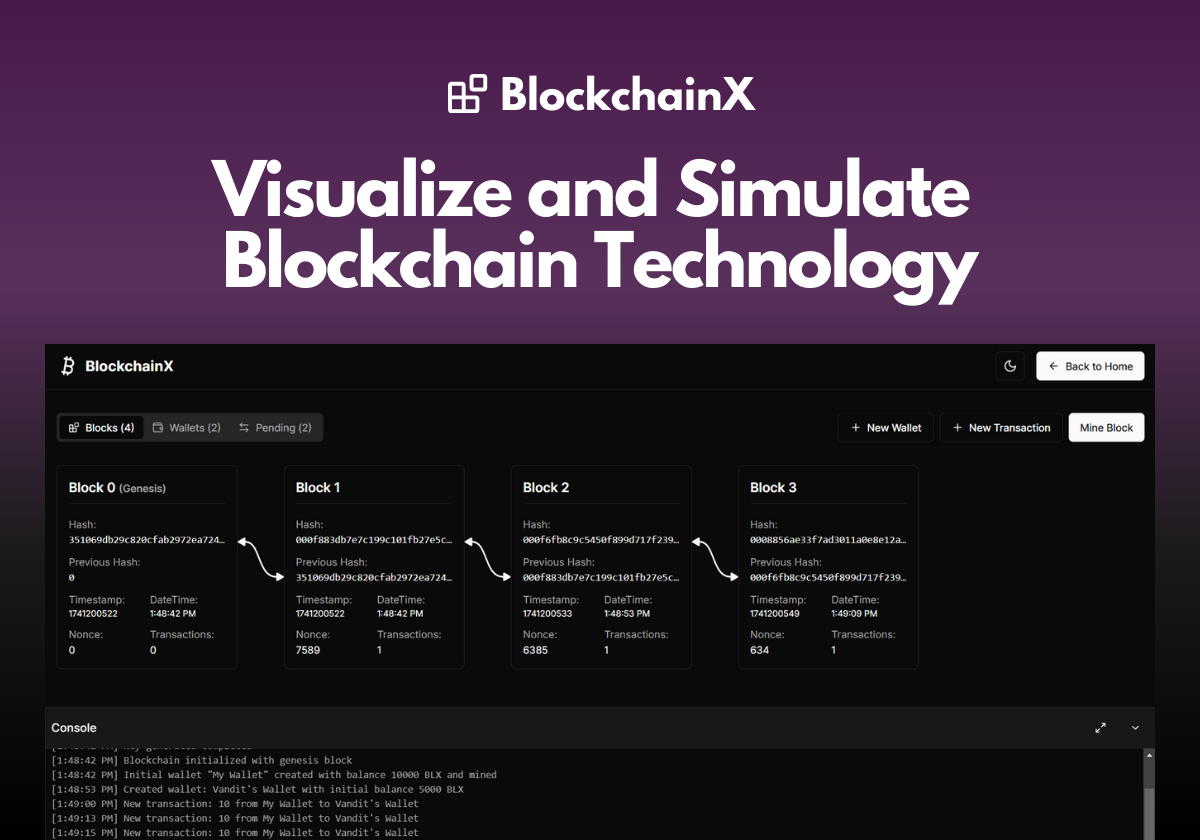 BlockchainX
Visualize and Simulate
Blockchain Technology
BlockchainX
Back to Home
Blocks (4) Wallets (2) Pending (2)
New Wallet
New Transaction
Mine Block
Block 0 (Genesis)
Hash:
351069db29c820cfab2972ea724…
Previous Hash:
0
Timestamp: DateTime:
1741200522 1:48:42 PM
Nonce: Transactions:
0 0
Block 1
Hash:
000f883db7e7c199c101fb27e5c…
Previous Hash:
351069db29c820cfab2972ea724…
Timestamp: DateTime:
1741200522 1:48:42 PM
Nonce: Transactions:
7589 1
Block 2
Hash:
000f6fb8c9c5450f899d717f239…
Previous Hash:
000f883db7e7c199c101fb27e5c…
Timestamp: DateTime:
1741200533 1:48:53 PM
Nonce: Transactions:
6385 1
Block 3
Hash:
0008856ae33f7ad3011a0e8e12a…
Previous Hash:
000f6fb8c9c5450f899d717f239…
Timestamp: DateTime:
1741200549 1:49:09 PM
Nonce: Transactions:
634 1
Console
[1:48:42 PM] Blockchain initialized with genesis block
[1:48:42 PM] Initial wallet "My Wallet" created with balance 10000 BLX and mined
[1:48:53 PM] Created wallet: Vandit's Wallet with initial balance 5000 BLX
[1:49:00 PM] New transaction: 10 from My Wallet to Vandit's Wallet
[1:49:13 PM] New transaction: 10 from My Wallet to Vandit's Wallet
[1:49:15 PM] New transaction: 10 from My Wallet to Vandit's Wallet